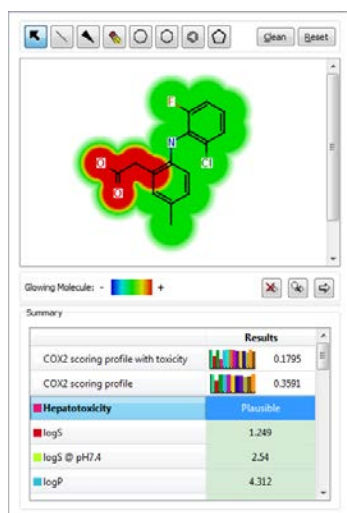 Clean Reset
F
N
Cl
O
O
Glowing Molecule: - +
Summary
Results
COX2 scoring profile with toxicity 0.1795
COX2 scoring profile 0.3591
Hepatotoxicity Plausible
logS 1.249
logS @ pH7.4 2.54
logP 4.312